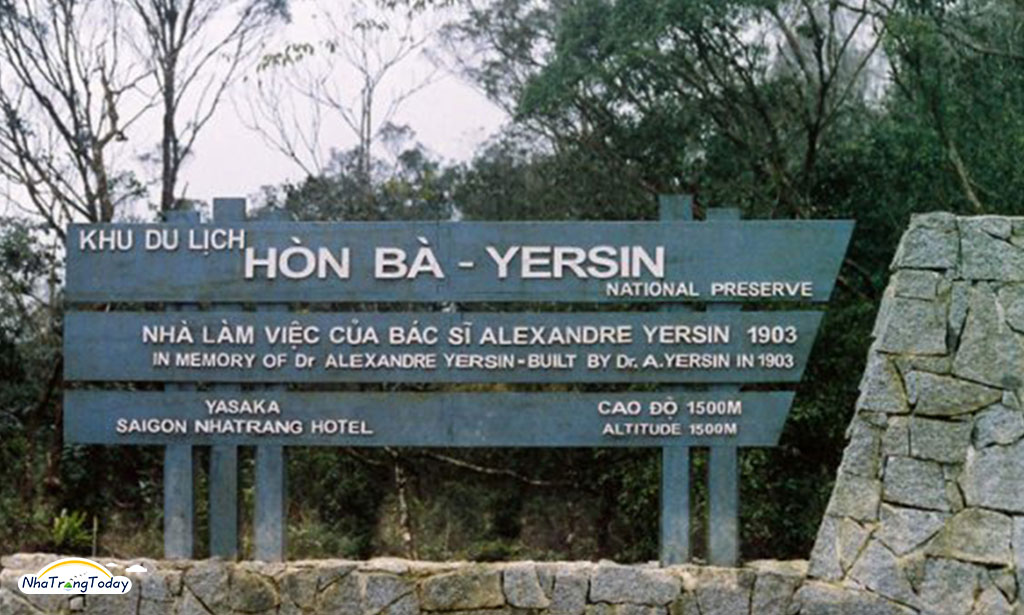 KHU DU LỊCH
HÒN BÀ - YERSIN
NATIONAL PRESERVE
NHÀ LÀM VIỆC CỦA BÁC SĨ ALEXANDRE YERSIN 1903
IN MEMORY OF Dr ALEXANDRE YERSIN - BUILT BY Dr. A. YERSIN IN 1903
YASAKA
SAIGON NHATRANG HOTEL
CAO ĐỘ 1500M
ALTITUDE 1500M
NhaTrangToday